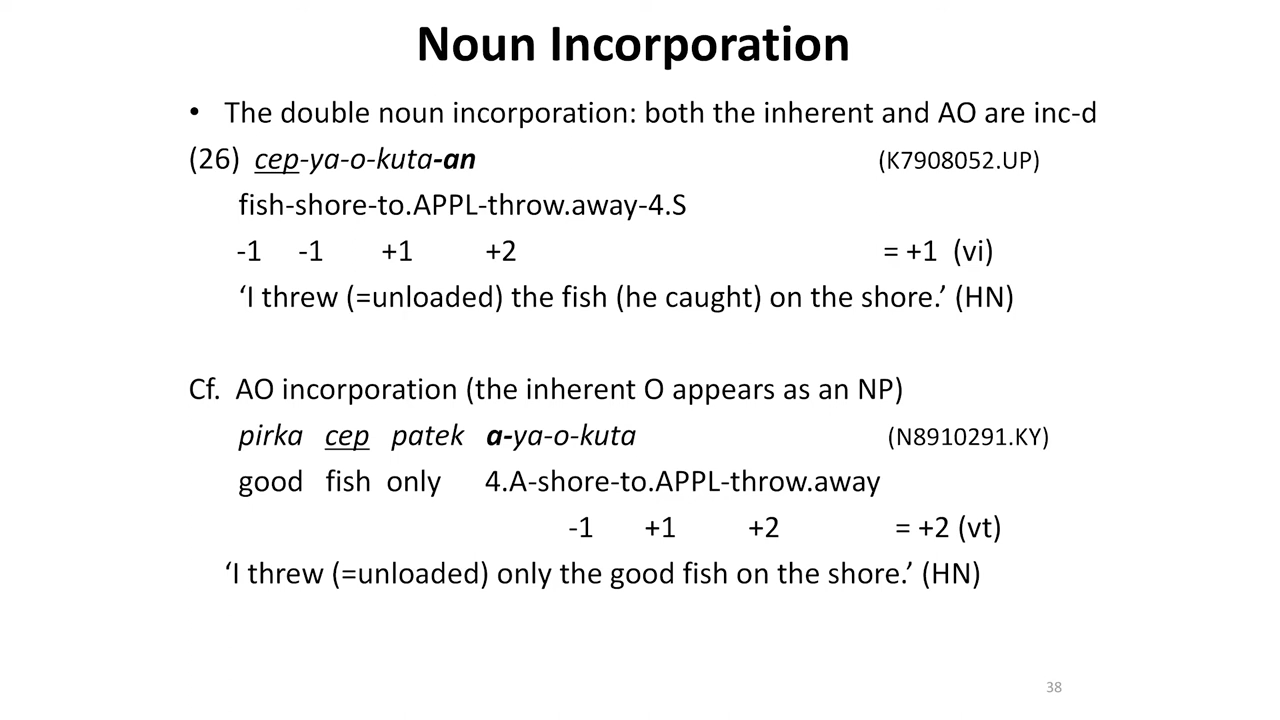 Noun Incorporation
• The double noun incorporation: both the inherent and AO are inc-d
(26) cep-ya-o-kuta-an (K7908052.UP)
fish-shore-to.APPL-throw.away-4.S
-1 -1 +1 +2 = +1 (vi)
‘I threw (=unloaded) the fish (he caught) on the shore.’ (HN)
Cf. AO incorporation (the inherent O appears as an NP)
pirka cep patek a-ya-o-kuta (N8910291.KY)
good fish only 4.A-shore-to.APPL-throw.away
-1 +1 +2 = +2 (vt)
‘I threw (=unloaded) only the good fish on the shore.’ (HN)
38